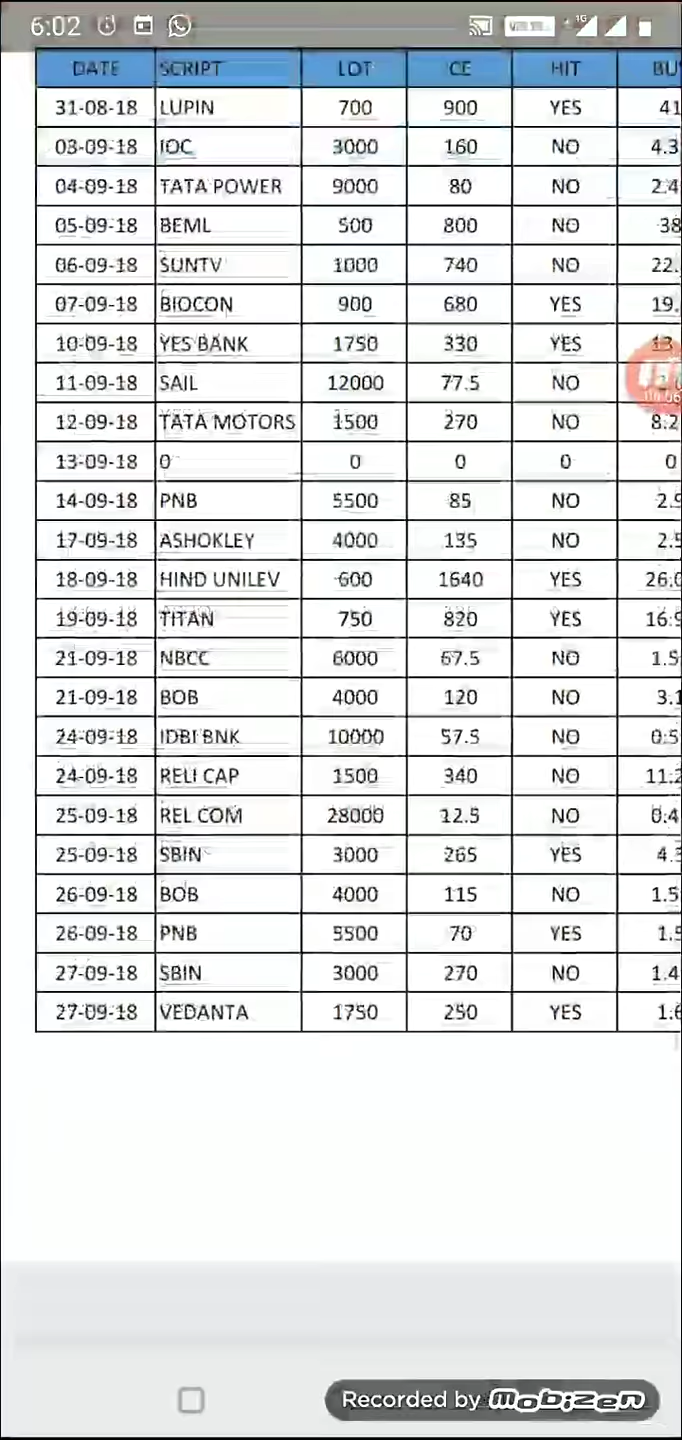 6:02
DATE SCRIPT LOT CE HIT BU
31-08-18 LUPIN 700 900 YES 41
03-09-18 IOC 3000 160 NO 4.3
04-09-18 TATA POWER 9000 80 NO 2.4
05-09-18 BEML 500 800 NO 38
06-09-18 SUNTV 1000 740 NO 22.
07-09-18 BIOCON 900 680 YES 19.
10-09-18 YES BANK 1750 330 YES 13
11-09-18 SAIL 12000 77.5 NO
12-09-18 TATA MOTORS 1500 270 NO 8.2
13-09-18 0 0 0 0 0
14-09-18 PNB 5500 85 NO 2.9
17-09-18 ASHOKLEY 4000 135 NO 2.5
18-09-18 HIND UNILEV 600 1640 YES 26.0
19-09-18 TITAN 750 820 YES 16.9
21-09-18 NBCC 6000 67.5 NO 1.5
21-09-18 BOB 4000 120 NO 3.1
24-09-18 IDBI BNK 10000 57.5 NO 0.5
24-09-18 RELI CAP 1500 340 NO 11.2
25-09-18 REL COM 28000 12.5 NO 0.4
25-09-18 SBIN 3000 265 YES 4.3
26-09-18 BOB 4000 115 NO 1.5
26-09-18 PNB 5500 70 YES 1.5
27-09-18 SBIN 3000 270 NO 1.4
27-09-18 VEDANTA 1750 250 YES 1.6
Recorded by mobizen